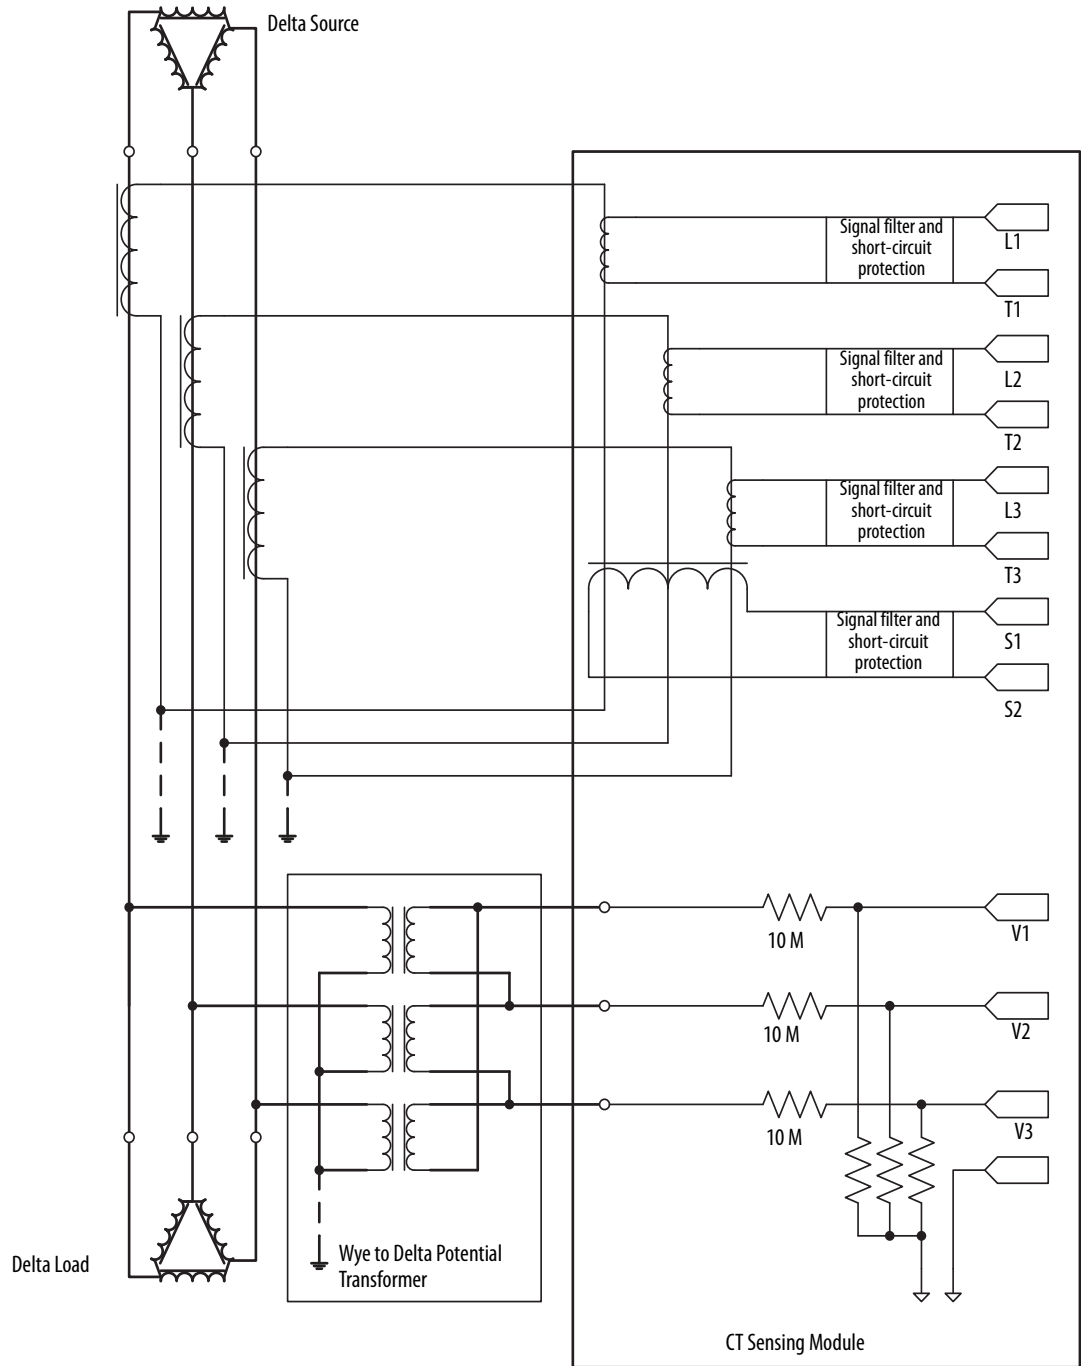 Delta Source
Signal filter and
short-circuit
protection
L1
T1
Signal filter and
short-circuit
protection
L2
T2
Signal filter and
short-circuit
protection
L3
T3
Signal filter and
short-circuit
protection
S1
S2
10 M
V1
10 M
V2
10 M
V3
Wye to Delta Potential
Transformer
Delta Load
CT Sensing Module